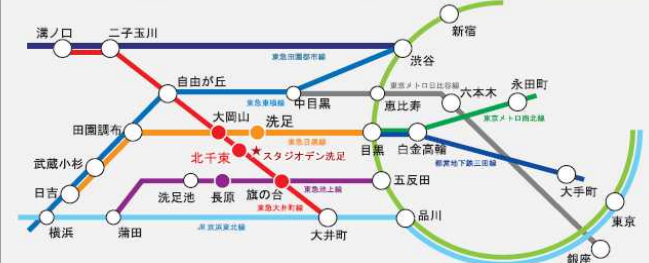 新宿
溝ノ口
二子玉川
渋谷
東急田園都市線
自由が丘
東急東横線
中目黒
東京メトロ日比谷線
恵比寿
六本木
永田町
東京メトロ南北線
田園調布
大岡山
洗足
東急目黒線
目黒
白金高輪
北千束
★スタジオデン洗足
都営地下鉄三田線
武蔵小杉
日吉
洗足池
長原
旗の台
東急池上線
五反田
大手町
東急大井町線
横浜
蒲田
JR京浜東北線
大井町
品川
東京
銀座